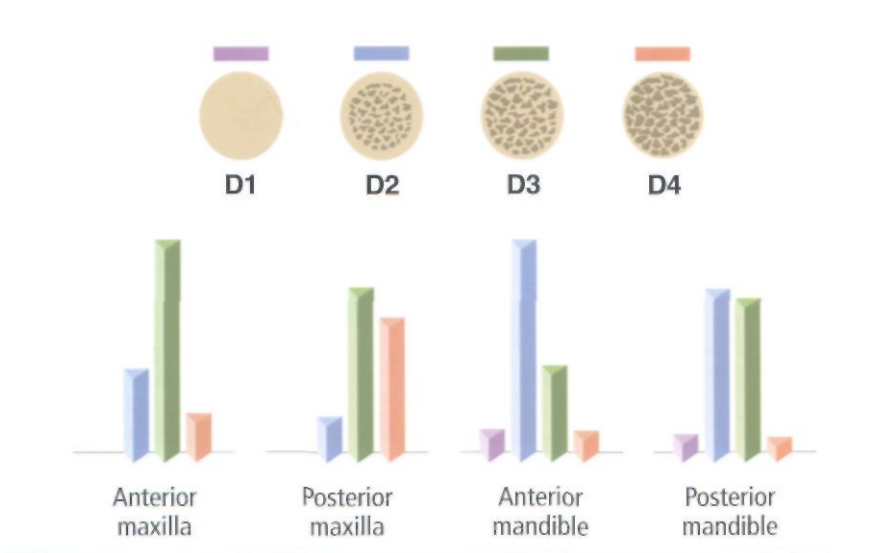 D1 D2 D3 D4
Anterior maxilla
Posterior maxilla
Anterior mandible
Posterior mandible